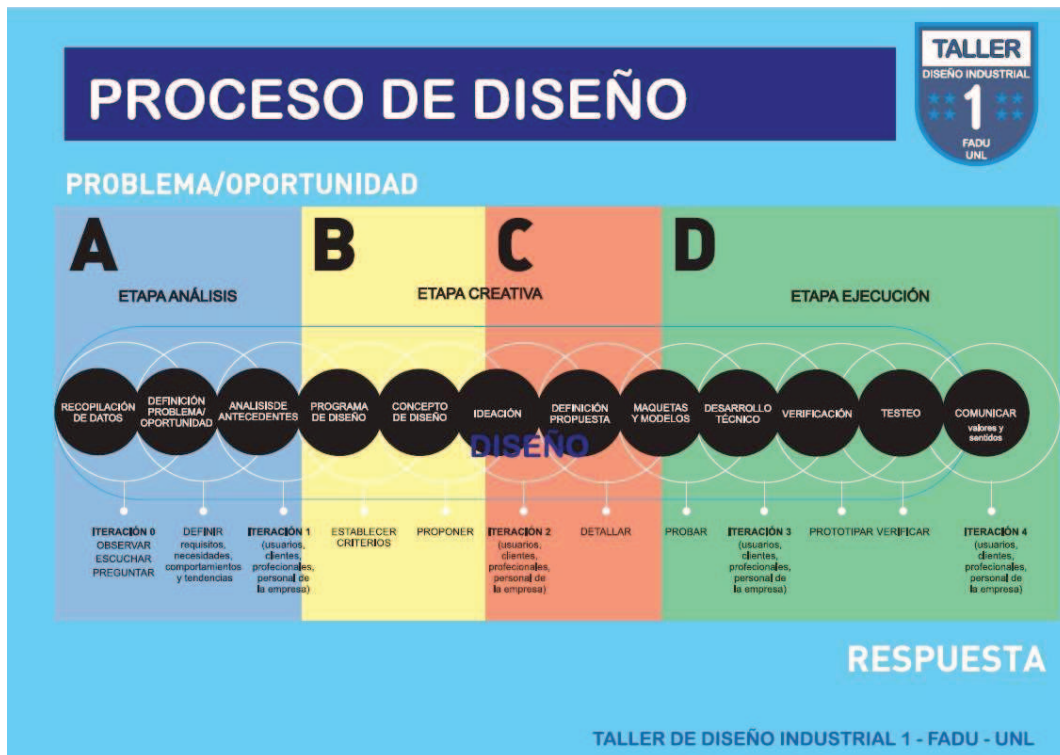 PROCESO DE DISEÑO
TALLER
DISEÑO INDUSTRIAL
1
FADU
UNL
PROBLEMA/OPORTUNIDAD
A
B
C
D
ETAPA ANÁLISIS
ETAPA CREATIVA
ETAPA EJECUCIÓN
RECOPILACIÓN
DE DATOS
DEFINICIÓN
PROBLEMA/
OPORTUNIDAD
ANALISISDE
ANTECEDENTES
PROGRAMA
DE DISEÑO
CONCEPTO
DE DISEÑO
IDEACIÓN
DEFINICIÓN
PROPUESTA
MAQUETAS
Y MODELOS
DESARROLLO
TÉCNICO
VERIFICACIÓN
TESTEO
COMUNICAR
valores y
sentidos
DISEÑO
ITERACIÓN 0
OBSERVAR
ESCUCHAR
PREGUNTAR
DEFINIR
requisitos,
necesidades,
comportamientos
y tendencias
ITERACIÓN 1
(usuarios,
clientes,
profecionales,
personal de
la empresa)
ESTABLECER
CRITERIOS
PROPONER
ITERACIÓN 2
(usuarios,
clientes,
profecionales,
personal de
la empresa)
DETALLAR
PROBAR
ITERACIÓN 3
(usuarios,
clientes,
profecionales,
personal de
la empresa)
PROTOTIPAR VERIFICAR
ITERACIÓN 4
(usuarios,
clientes,
profecionales,
personal de
la empresa)
RESPUESTA
TALLER DE DISEÑO INDUSTRIAL 1 - FADU - UNL